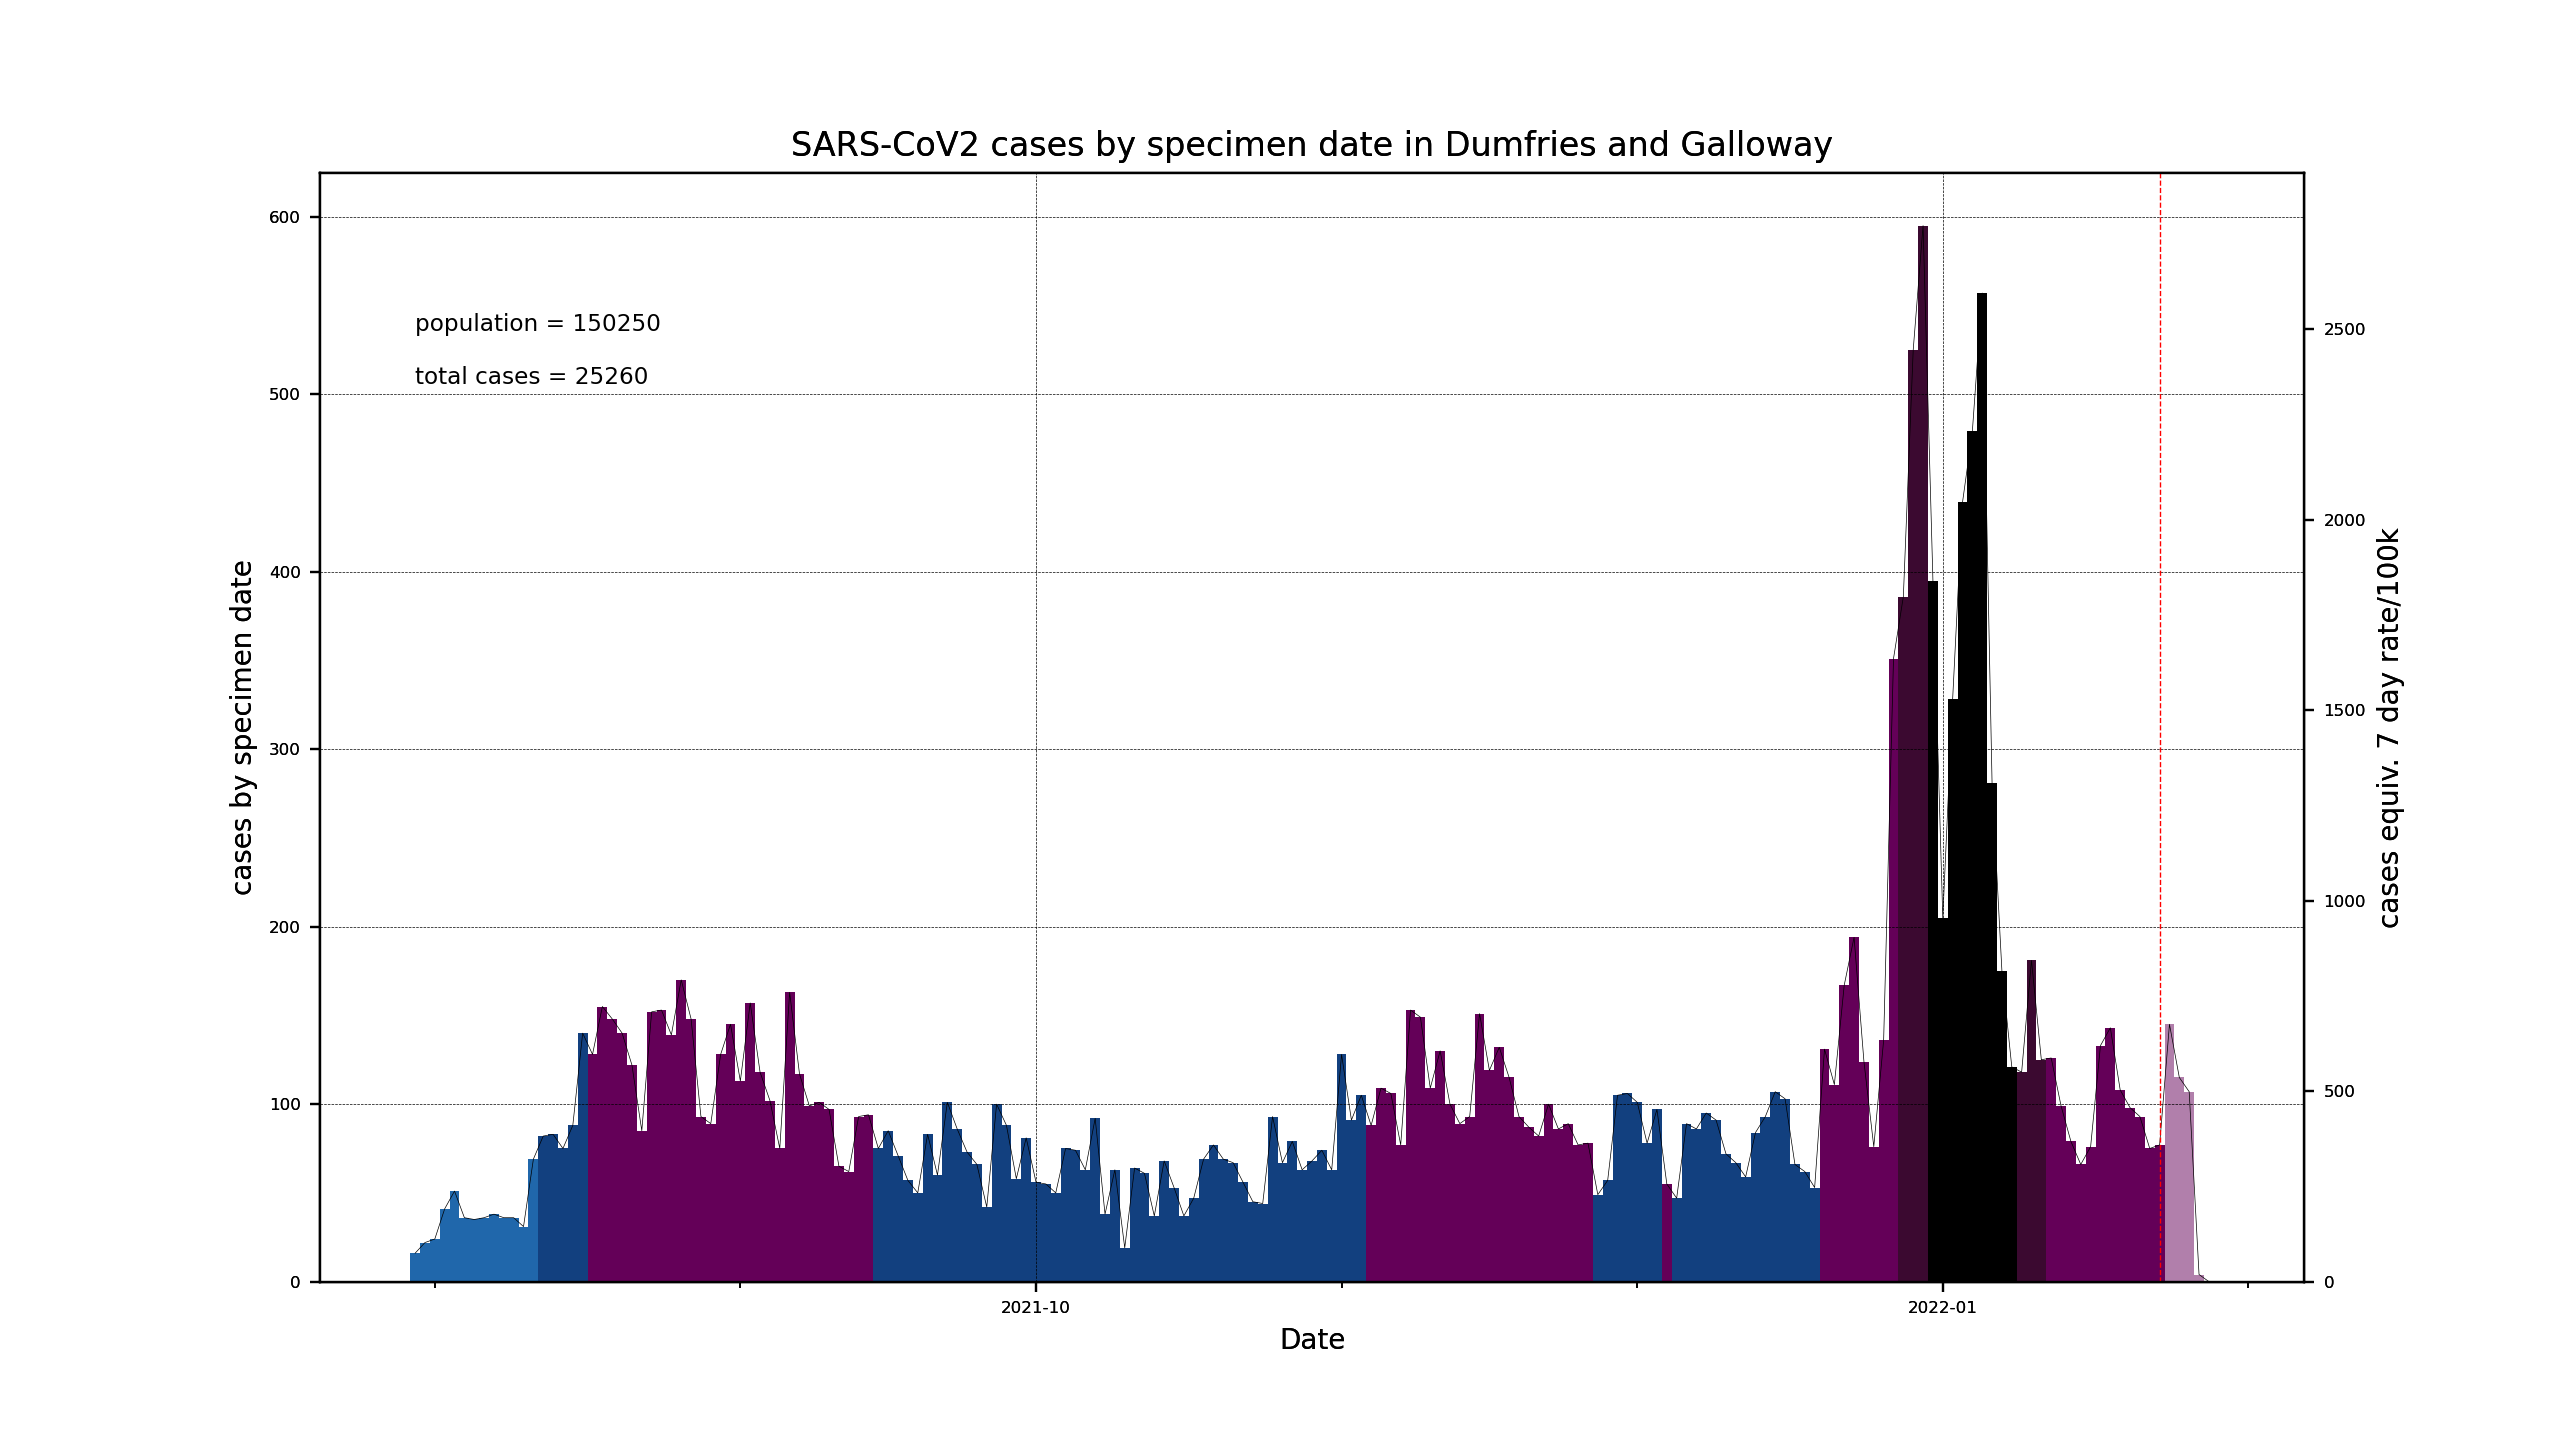 SARS-CoV2 cases by specimen date in Dumfries and Galloway
population = 150250
total cases = 25260
cases by specimen date
600
500
400
300
200
100
0
2500
2000
1500
1000
500
0
cases equiv. 7 day rate/100k
2021-10
2022-01
Date